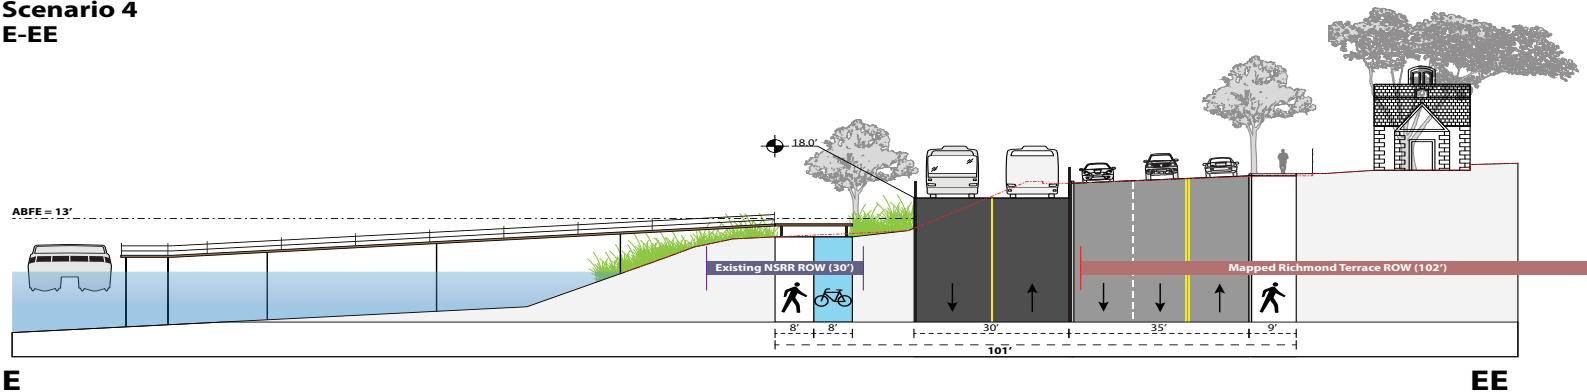 Scenario 4
E-EE
18.0'
ABFE = 13'
Existing NSRR ROW (30')
Mapped Richmond Terrace ROW (102')
8' 8' 30' 35' 9'
101'
E EE